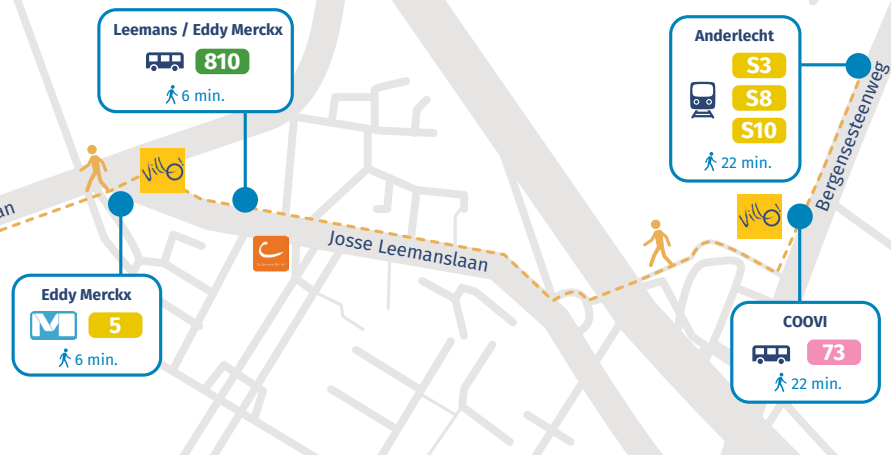 Leemans / Eddy Merckx
810
6 min.
Anderlecht
S3
S8
S10
22 min.
Bergensesteenweg
VillO!
an
VillO!
Josse Leemanslaan
Eddy Merckx
M
5
6 min.
COOVI
73
22 min.